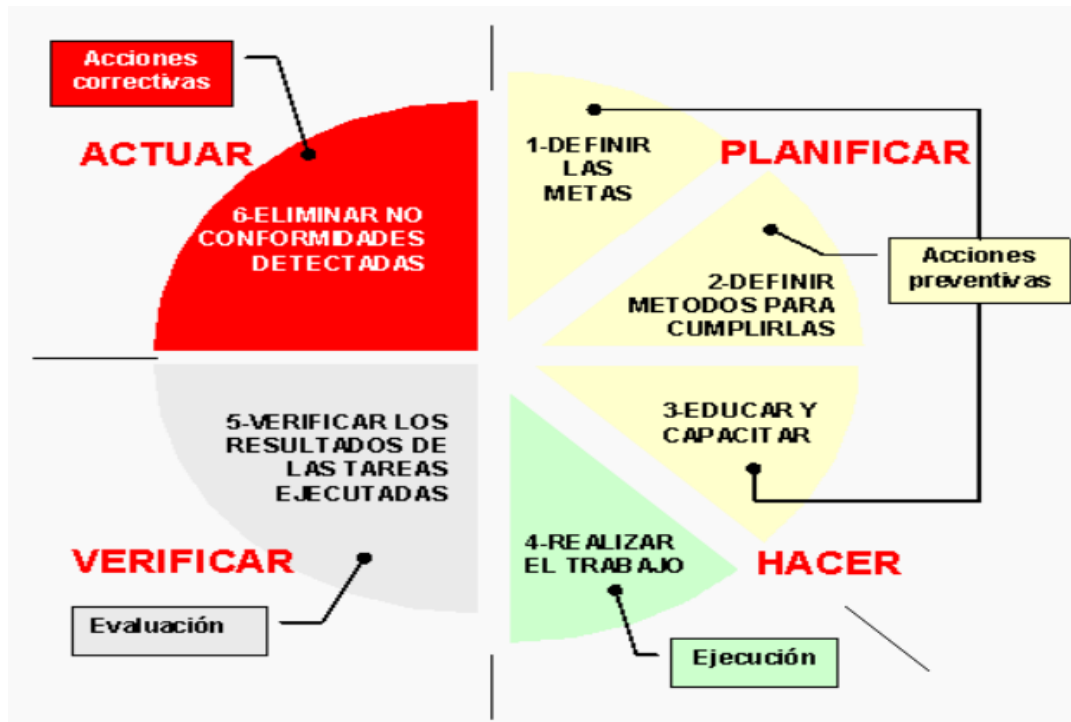 Acciones
correctivas
ACTUAR
6-ELIMINAR NO
CONFORMIDADES
DETECTADAS
1-DEFINIR
LAS
METAS
PLANIFICAR
2-DEFINIR
METODOS PARA
CUMPLIRLAS
Acciones
preventivas
3-EDUCAR Y
CAPACITAR
HACER
4-REALIZAR
EL TRABAJO
Ejecución
5-VERIFICAR LOS
RESULTADOS DE
LAS TAREAS
EJECUTADAS
VERIFICAR
Evaluación